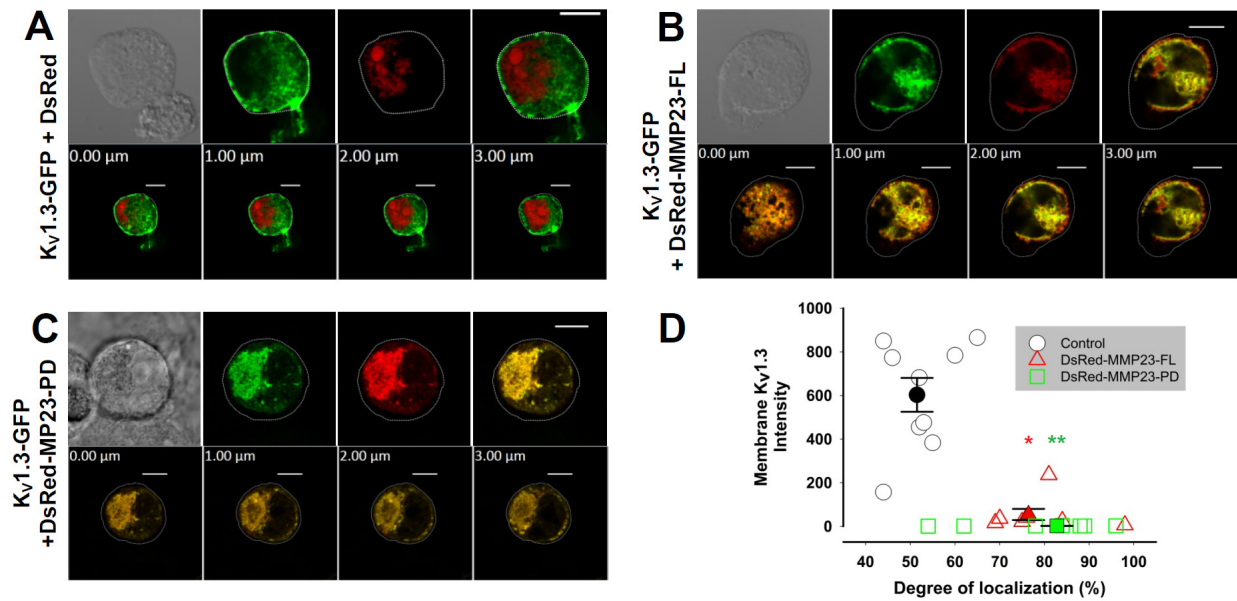 A
Kv1.3-GFP + DsRed
0.00 µm
1.00 µm
2.00 µm
3.00 µm
B
Kv1.3-GFP
+ DsRed-MMP23-FL
0.00 µm
1.00 µm
2.00 µm
3.00 µm
C
Kv1.3-GFP
+DsRed-MP23-PD
0.00 µm
1.00 µm
2.00 µm
3.00 µm
D
Membrane Kv1.3
Intensity
1000
800
600
400
200
0
Control
DsRed-MMP23-FL
DsRed-MMP23-PD
*
**
40 50 60 70 80 90 100
Degree of localization (%)